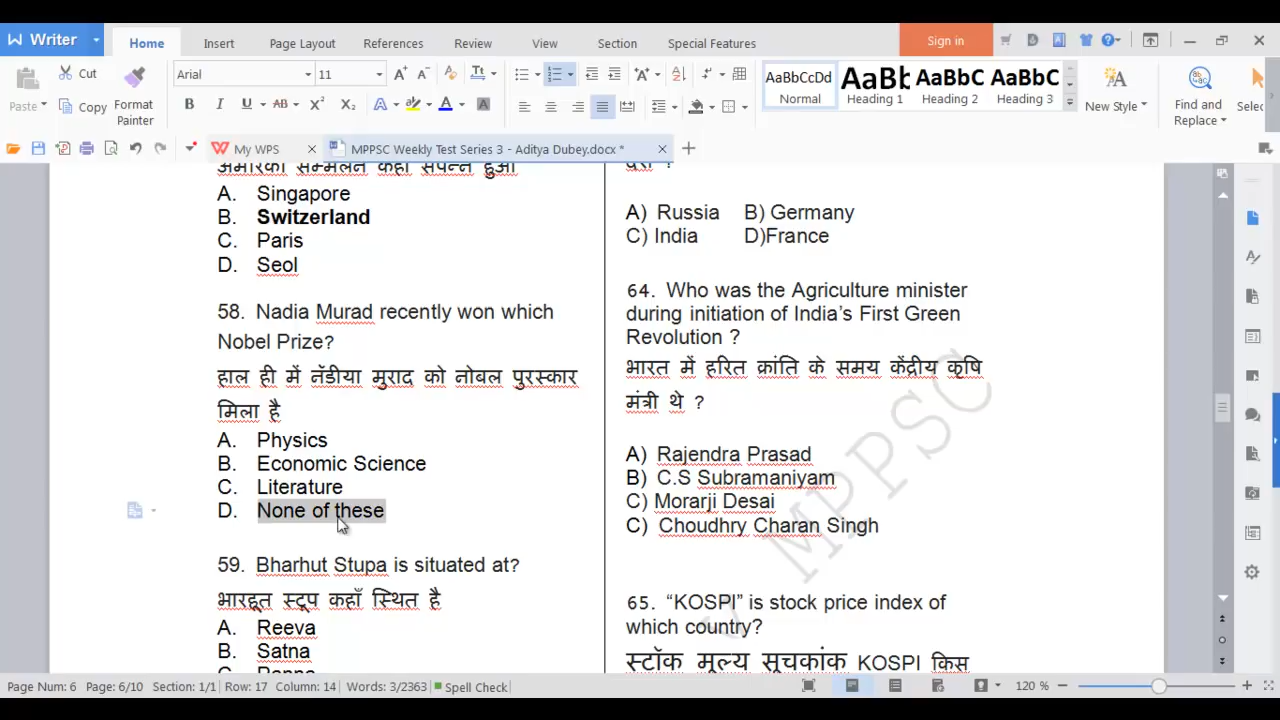 Writer
Home
Insert
Page Layout
References
Review
View
Section
Special Features
Sign in
Paste
Cut
Copy
Format
Painter
Arial
11
B I U AB X² X₂
AaBbCcDd
Normal
AaBb
Heading 1
AaBbC
Heading 2
AaBbC
Heading 3
New Style
Find and
Replace
Selec
My WPS
MPPSC Weekly Test Series 3 - Aditya Dubey.docx *
A. Singapore
B. Switzerland
C. Paris
D. Seol
58. Nadia Murad recently won which
Nobel Prize?
हाल ही में नॅडीया मुराद को नोबल पुरस्कार
मिला है
A. Physics
B. Economic Science
C. Literature
D. None of these
59. Bharhut Stupa is situated at?
भारहूत स्टूप कहाँ स्थित है
A. Reeva
B. Satna
A) Russia B) Germany
C) India D)France
64. Who was the Agriculture minister
during initiation of India’s First Green
Revolution ?
भारत में हरित क्रांति के समय केंद्रीय कृषि
मंत्री थे ?
A) Rajendra Prasad
B) C.S Subramaniyam
C) Morarji Desai
C) Choudhry Charan Singh
65. “KOSPI” is stock price index of
which country?
स्टॉक मूल्य सूचकांक KOSPI किस
MPPSC
Page Num: 6 Page: 6/10 Section: 1/1 Row: 17 Column: 14 Words: 3/2363 Spell Check
120 %